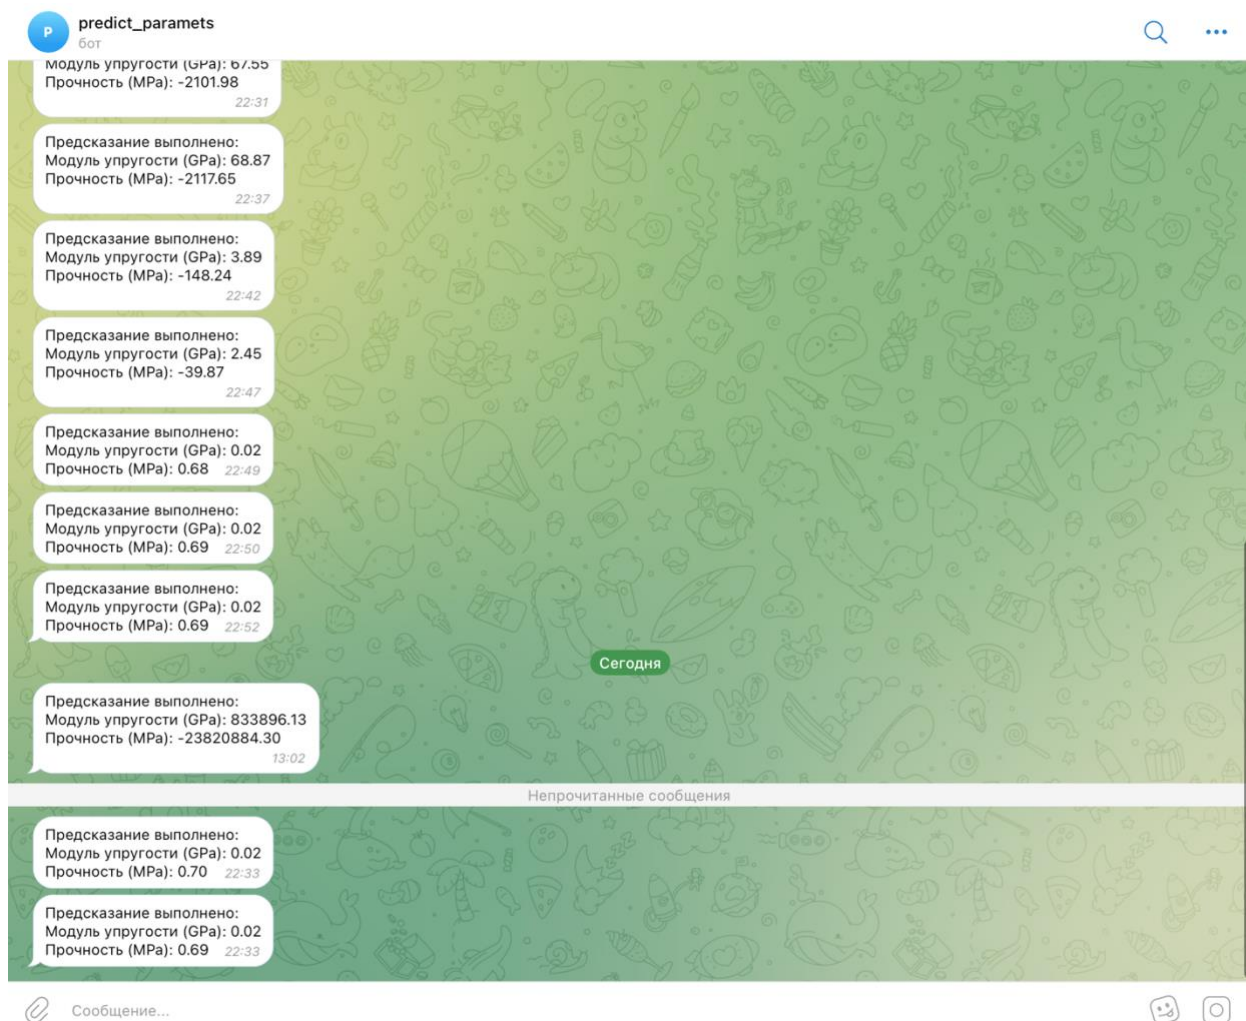 P
predict_paramets
бот
Модуль упругости (GPa): 67.55
Прочность (MPa): -2101.98
22:31
Предсказание выполнено:
Модуль упругости (GPa): 68.87
Прочность (MPa): -2117.65
22:37
Предсказание выполнено:
Модуль упругости (GPa): 3.89
Прочность (MPa): -148.24
22:42
Предсказание выполнено:
Модуль упругости (GPa): 2.45
Прочность (MPa): -39.87
22:47
Предсказание выполнено:
Модуль упругости (GPa): 0.02
Прочность (MPa): 0.68 22:49
Предсказание выполнено:
Модуль упругости (GPa): 0.02
Прочность (MPa): 0.69 22:50
Предсказание выполнено:
Модуль упругости (GPa): 0.02
Прочность (MPa): 0.69 22:52
Сегодня
Предсказание выполнено:
Модуль упругости (GPa): 833896.13
Прочность (MPa): -23820884.30
13:02
Непрочитанные сообщения
Предсказание выполнено:
Модуль упругости (GPa): 0.02
Прочность (MPa): 0.70 22:33
Предсказание выполнено:
Модуль упругости (GPa): 0.02
Прочность (MPa): 0.69 22:33
Сообщение...